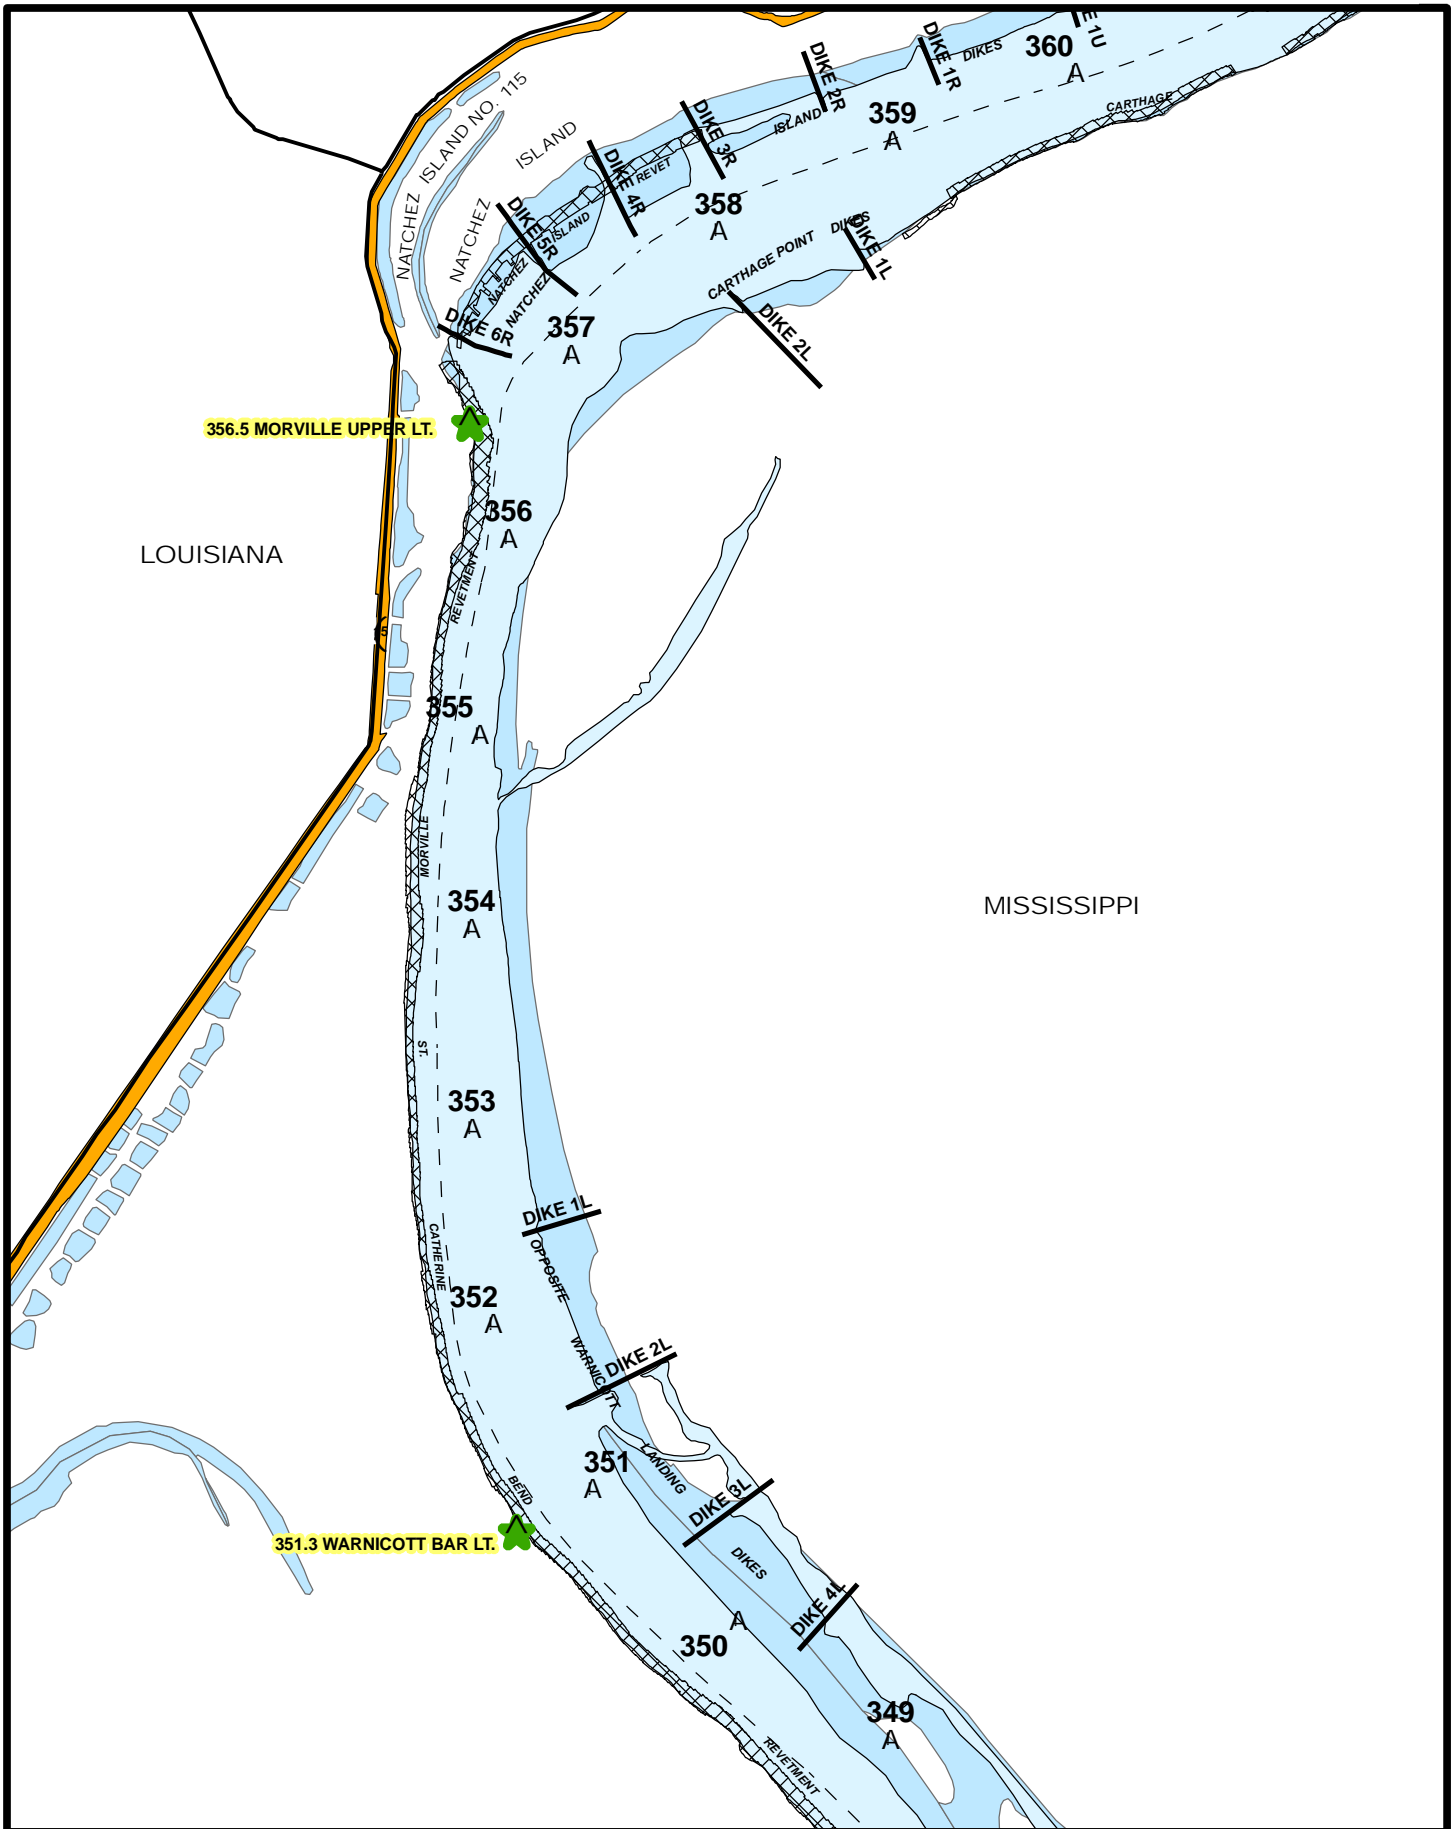 360
DIKE 1U
DIKES
DIKE 1R
DIKE 2R
359
CARTHAGE
ISLAND
DIKE 3R
REVET
DIKE 4R
358
NATCHEZ ISLAND NO. 115
NATCHEZ ISLAND
DIKE 5R
ISLAND
NATCHEZ
NATCHEZ
CARTHAGE POINT DIKES
DIKE 1L
DIKE 2L
DIKE 6R
357
356.5 MORVILLE UPPER LT.
356
LOUISIANA
REVETMENT
15
355
MORVILLE
354
MISSISSIPPI
ST.
353
DIKE 1L
CATHERINE
OPPOSITE
352
WARNICOTT
DIKE 2L
351
LANDING
BEND
DIKE 3L
351.3 WARNICOTT BAR LT.
DIKES
DIKE 4L
350
349
REVETMENT